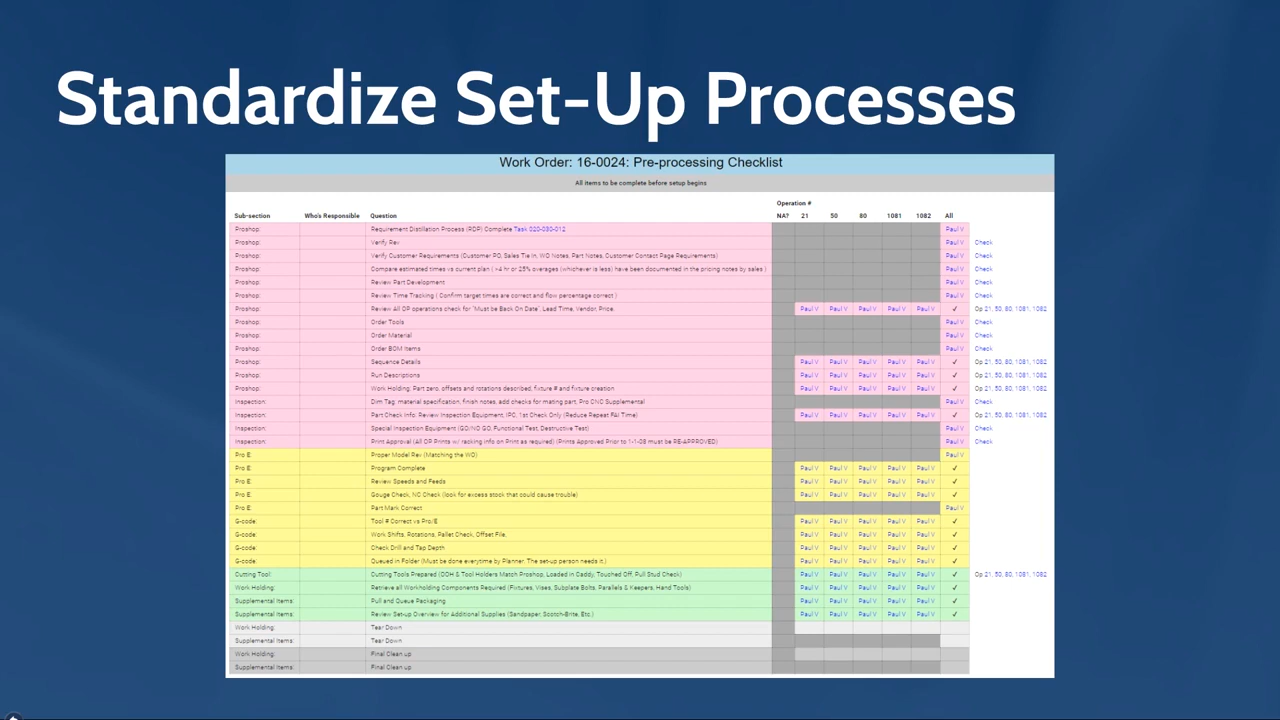 Standardize Set-Up Processes
Work Order: 16-0024: Pre-processing Checklist
All items to be complete before setup begins
Operation #
Sub-section Who's Responsible Question NA? 21 50 80 1081 1082 All
Proshop: Requirement Distillation Process (RDP) Complete Task 020-030-012 Paul V
Proshop: Verify Rev Paul V Check
Proshop: Verify Customer Requirements (Customer PO, Sales Tie In, WO Notes, Part Notes, Customer Contact Page Requirements) Paul V Check
Proshop: Compare estimated times vs current plan ( >4 hr or 25% overages (whichever is less) have been documented in the pricing notes by sales ) Paul V Check
Proshop: Review Part Development Paul V Check
Proshop: Review Time Tracking ( Confirm target times are correct and flow percentage correct ) Paul V Check
Proshop: Review All OP operations check for "Must be Back On Date", Lead Time, Vendor, Price. Paul V Paul V Paul V Paul V Paul V ✓ Op 21, 50, 80, 1081, 1082
Proshop: Order Tools Paul V Check
Proshop: Order Material Paul V Check
Proshop: Order BOM Items Paul V Check
Proshop: Sequence Details Paul V Paul V Paul V Paul V Paul V ✓ Op 21, 50, 80, 1081, 1082
Proshop: Run Descriptions Paul V Paul V Paul V Paul V Paul V ✓ Op 21, 50, 80, 1081, 1082
Proshop: Work Holding: Part zero, offsets and rotations described, fixture # and fixture creation Paul V Paul V Paul V Paul V Paul V ✓ Op 21, 50, 80, 1081, 1082
Inspection: Dim Tag, material specification, finish notes, add checks for mating part, Pro CNC Supplemental Paul V Check
Inspection: Part Check Info: Review Inspection Equipment, IPC, 1st Check Only (Reduce Repeat FAI Time) Paul V Paul V Paul V Paul V Paul V ✓ Op 21, 50, 80, 1081, 1082
Inspection: Special Inspection Equipment (GO/NO GO, Functional Test, Destructive Test) Paul V Check
Inspection: Print Approval (All OP Prints w/ racking info on Print as required) (Prints Approved Prior to 1-1-08 must be RE-APPROVED) Paul V Check
Pro E: Proper Model Rev (Matching the WO) Paul V
Pro E: Program Complete Paul V Paul V Paul V Paul V Paul V ✓
Pro E: Review Speeds and Feeds Paul V Paul V Paul V Paul V Paul V ✓
Pro E: Gouge Check, NC Check (look for excess stock that could cause trouble) Paul V Paul V Paul V Paul V Paul V ✓
Pro E: Part Mark Correct Paul V
G-code: Tool # Correct vs Pro/E Paul V Paul V Paul V Paul V Paul V ✓
G-code: Work Shifts, Rotations, Pallet Check, Offset File. Paul V Paul V Paul V Paul V Paul V ✓
G-code: Check Drill and Tap Depth Paul V Paul V Paul V Paul V Paul V ✓
G-code: Queued in Folder (Must be done everytime by Planner. The set-up person needs it.) Paul V Paul V Paul V Paul V Paul V ✓
Cutting Tool: Cutting Tools Prepared (OOH & Tool Holders Match Proshop, Loaded in Caddy, Touched Off, Pull Stud Check) Paul V Paul V Paul V Paul V Paul V ✓ Op 21, 50, 80, 1081, 1082
Work Holding: Retrieve all Workholding Components Required (Fixtures, Vises, Subplate Bolts, Parallels & Keepers, Hand Tools) Paul V Paul V Paul V Paul V Paul V ✓
Supplemental Items: Pull and Queue Packaging Paul V Paul V Paul V Paul V Paul V ✓
Supplemental Items: Review Set-up Overview for Additional Supplies (Sandpaper, Scotch-Brite, Etc.) Paul V Paul V Paul V Paul V Paul V ✓
Work Holding: Tear Down
Supplemental Items: Tear Down
Work Holding: Final Clean up
Supplemental Items: Final Clean up